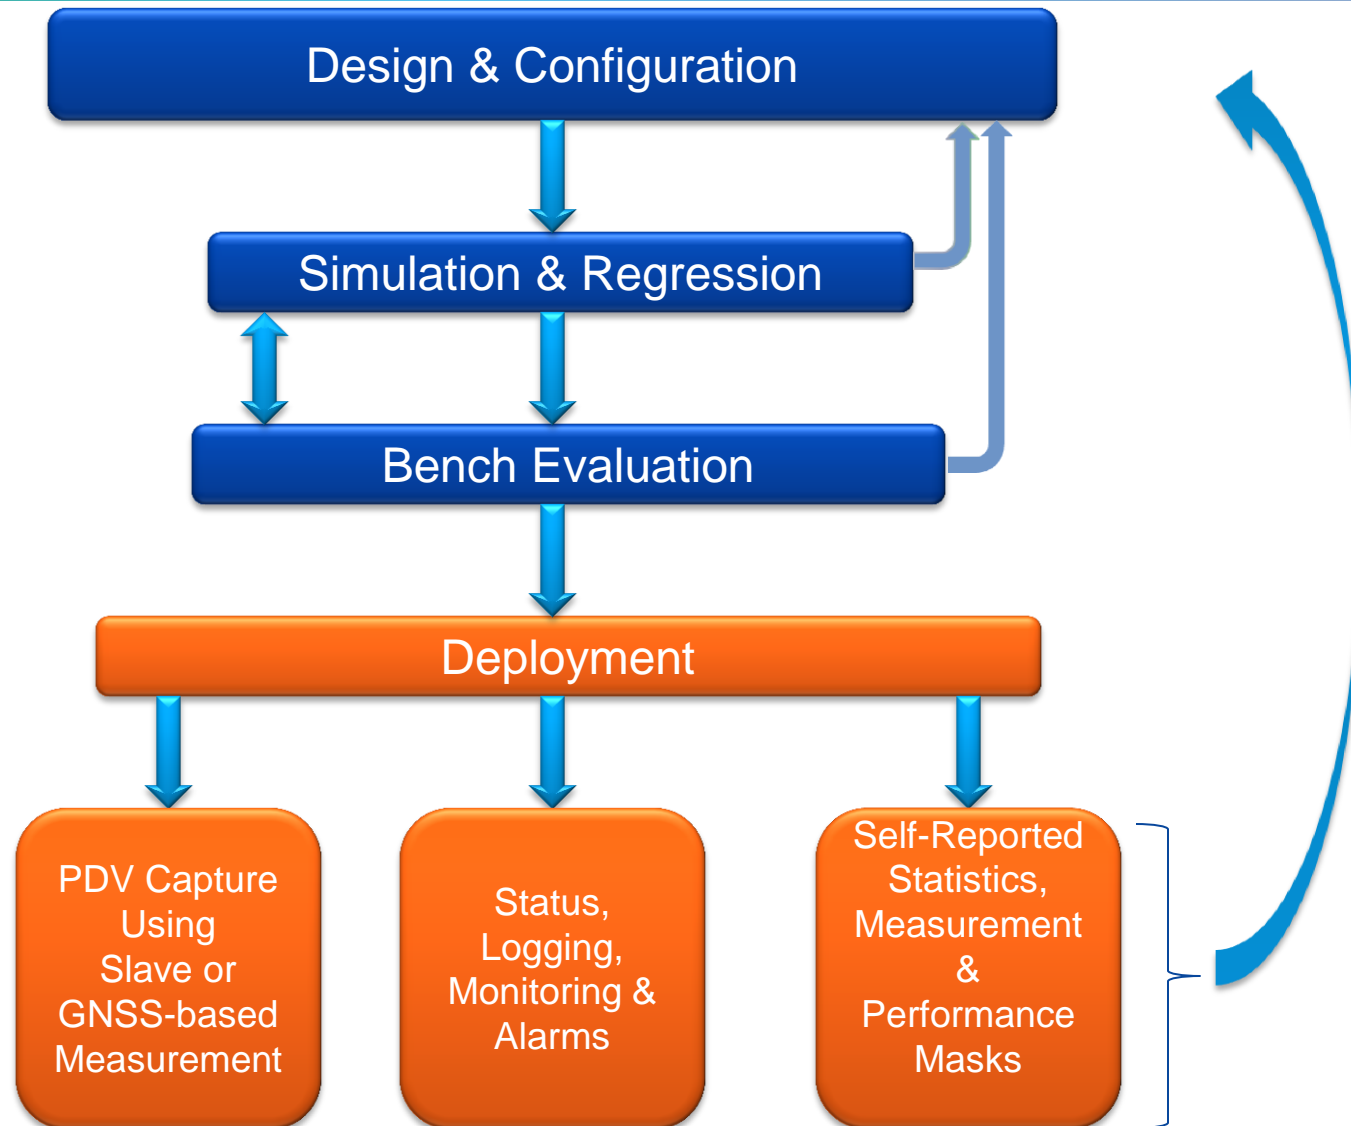 Design & Configuration
Simulation & Regression
Bench Evaluation
Deployment
PDV Capture
Using
Slave or
GNSS-based
Measurement
Status,
Logging,
Monitoring &
Alarms
Self-Reported
Statistics,
Measurement
&
Performance
Masks